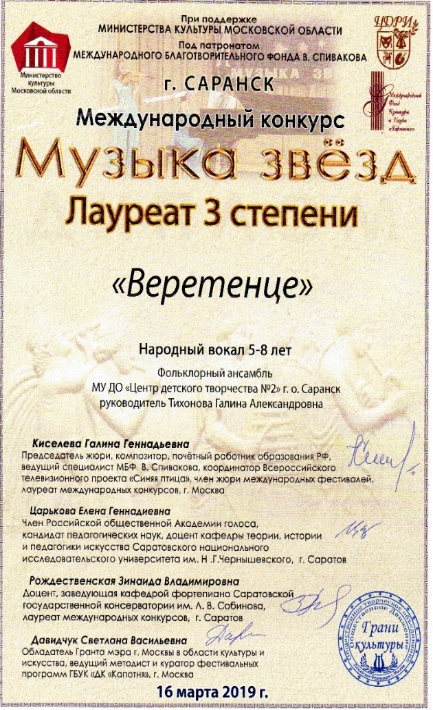 При поддержке
МИНИСТЕРСТВА КУЛЬТУРЫ МОСКОВСКОЙ ОБЛАСТИ
Под патронатом
МЕЖДУНАРОДНОГО БЛАГОТВОРИТЕЛЬНОГО ФОНДА В. СПИВАКОВА
Министерство
культуры
Московской области
ЦДРИ
г. САРАНСК
Международный конкурс
Музыка звёзд
Лауреат 3 степени
«Веретенце»
Народный вокал 5-8 лет
Фольклорный ансамбль
МУ ДО «Центр детского творчества №2» г. о. Саранск
руководитель Тихонова Галина Александровна
Киселева Галина Геннадьевна
Председатель жюри, композитор, почётный работник образования РФ,
ведущий специалист МБФ. В. Спивакова, координатор Всероссийского
телевизионного проекта «Синяя птица», член жюри международных фестивалей,
лауреат международных конкурсов, г. Москва
Царькова Елена Геннадиевна
Член Российской общественной Академии голоса,
кандидат педагогических наук, доцент кафедры теории, истории
и педагогики искусства Саратовского национального
исследовательского университета им. Н .Г.Чернышевского, г. Саратов
Рождественская Зинаида Владимировна
Доцент, заведующая кафедрой фортепиано Саратовской
государственной консерватории им. Л. В. Собинова,
лауреат международных конкурсов, г. Саратов
Давидчук Светлана Васильевна
Обладатель Гранта мэра г. Москвы в области культуры и
искусства, ведущий методист и куратор фестивальных
программ ГБУК «ДК «Капотня», г. Москва
Грани
культуры
16 марта 2019 г.